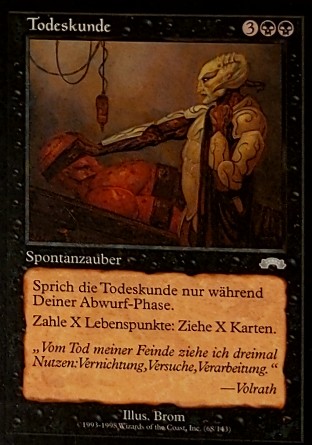 Todeskunde 3
Spontanzauber
Sprich die Todeskunde nur während
Deiner Abwurf-Phase.
Zahle X Lebenspunkte: Ziehe X Karten.
„Vom Tod meiner Feinde ziehe ich dreimal
Nutzen:Vernichtung,Versuche,Verarbeitung.“
—Volrath
Illus. Brom
©1993-1998 Wizards of the Coast, Inc. (68/143)